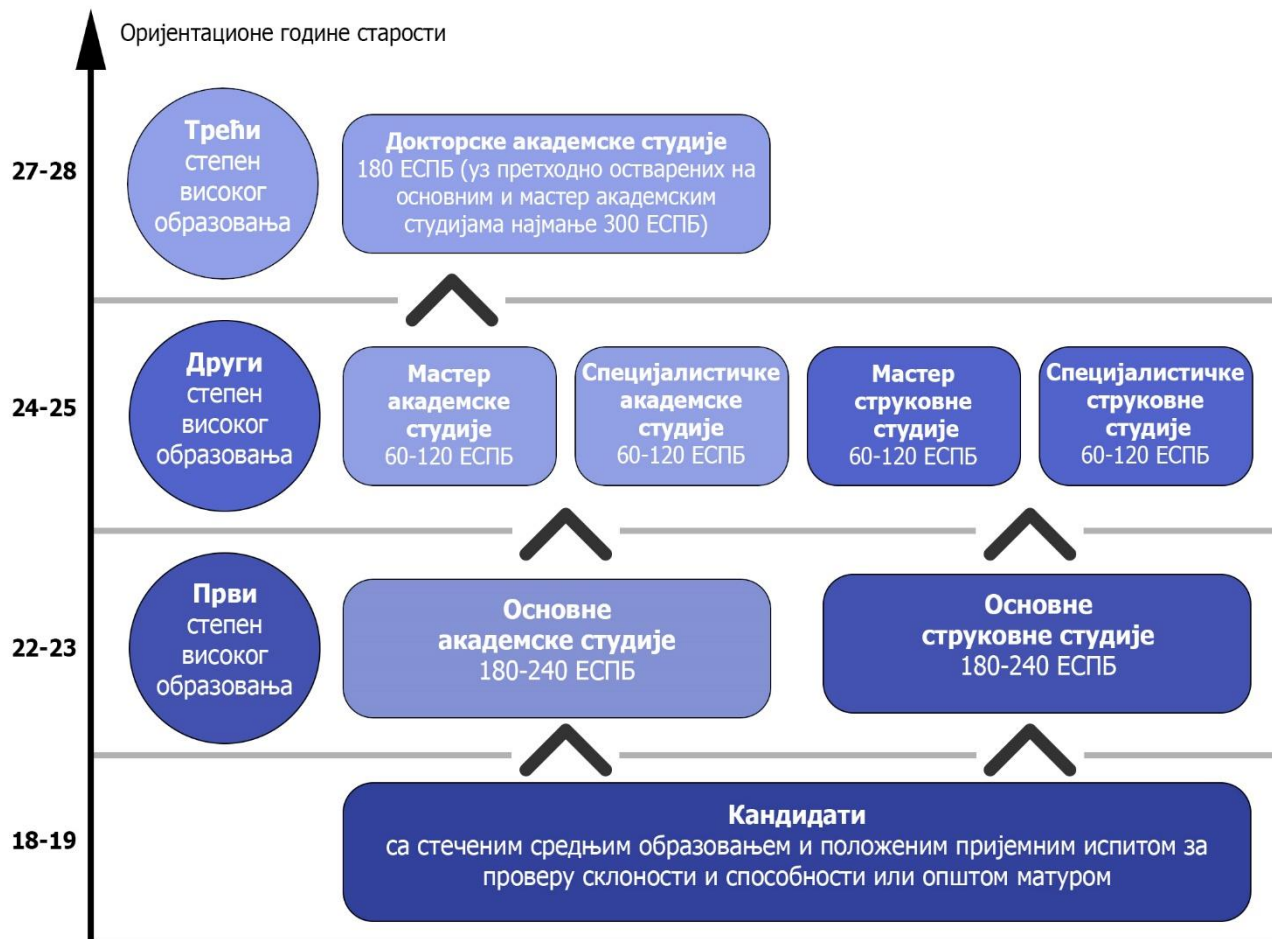 Оријентационе године старости
27-28
Трећи
степен
високог
образовања
Докторске академске студије
180 ЕСПБ (уз претходно остварених на
основним и мастер академским
студијама најмање 300 ЕСПБ)
24-25
Други
степен
високог
образовања
Мастер
академске
студије
60-120 ЕСПБ
Специјалистичке
академске
студије
60-120 ЕСПБ
Мастер
струковне
студије
60-120 ЕСПБ
Специјалистичке
струковне
студије
60-120 ЕСПБ
22-23
Први
степен
високог
образовања
Основне
академске студије
180-240 ЕСПБ
Основне
струковне студије
180-240 ЕСПБ
18-19
Кандидати
са стеченим средњим образовањем и положеним пријемним испитом за
проверу склоности и способности или општом матуром